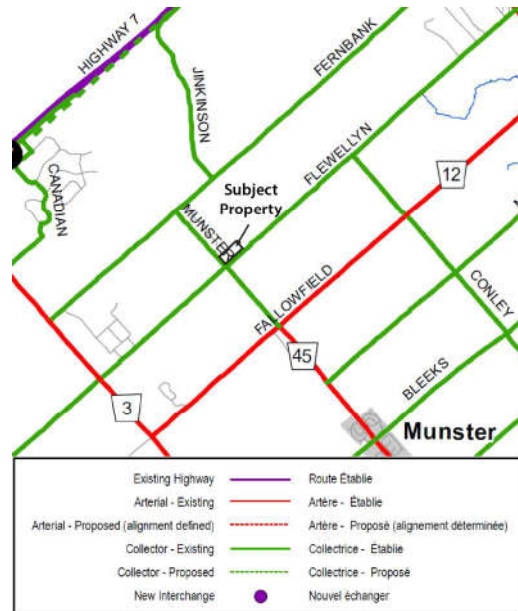 HIGHWAY 7
FERNBANK
JINKINSON
FLEWELLYN
CANADIAN
Subject
Property
MUNSTER
12
FALLOWFIELD
CONLEY
45
BLEEKS
3
Munster
Existing Highway Route Établie
Arterial - Existing Artère - Établie
Arterial - Proposed (alignment defined) Artère - Proposé (alignement déterminée)
Collector - Existing Collectrice - Établie
Collector - Proposed Collectrice - Proposé
New Interchange Nouvel échanger